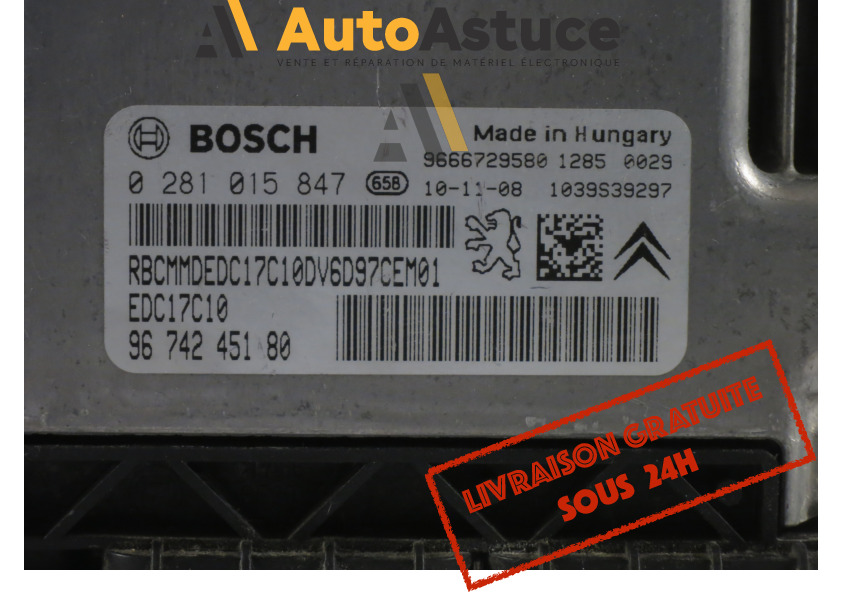 AutoAstuce
VENTE ET RÉPARATION DE MATÉRIEL ÉLECTRONIQUE
BOSCH
Made in Hungary
9666729580 1285 0029
0 281 015 847 658 10-11-08 1039S39297
RBCMMDEDC17C10DV6D97CEM01
EDC17C10
96 742 451 80
LIVRAISON GRATUITE
SOUS 24H